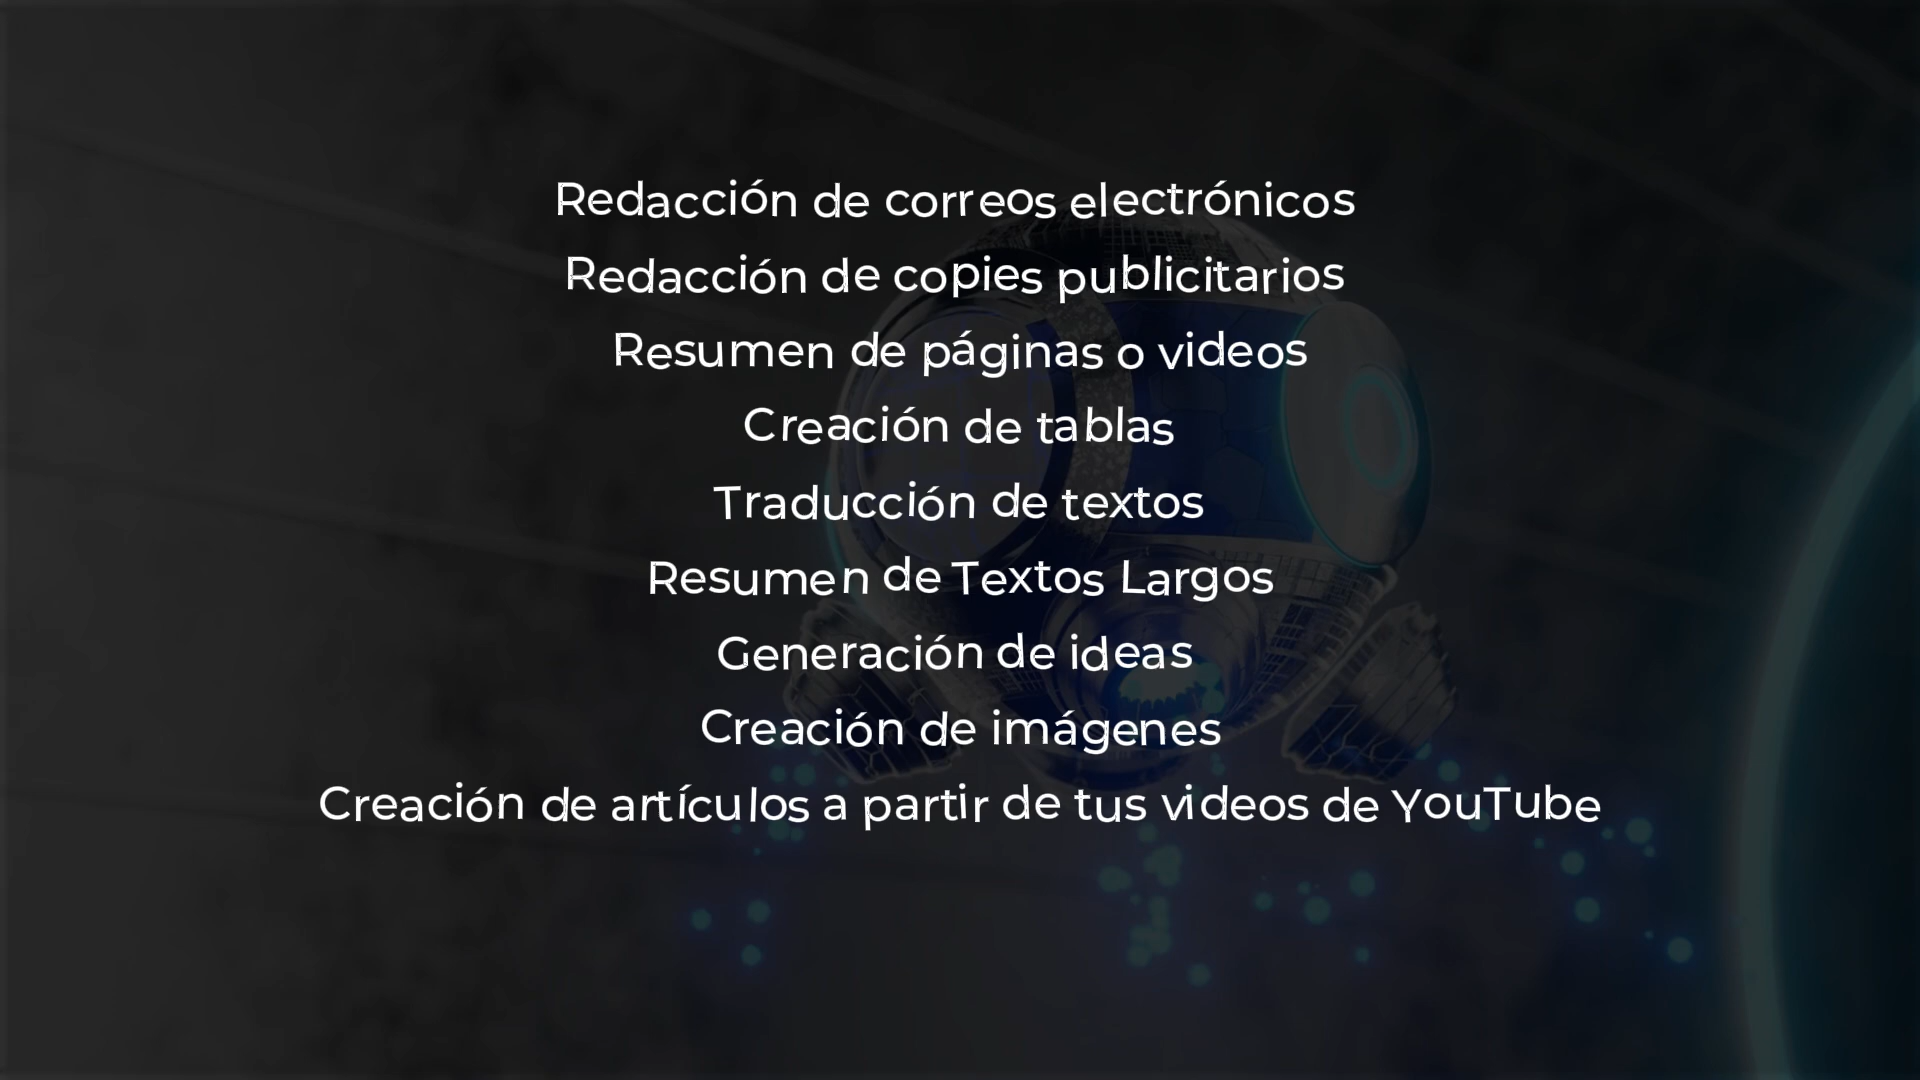 Redacción de correos electrónicos
Redacción de copies publicitarios
Resumen de páginas o videos
Creación de tablas
Traducción de textos
Resumen de Textos Largos
Generación de ideas
Creación de imágenes
Creación de artículos a partir de tus videos de YouTube